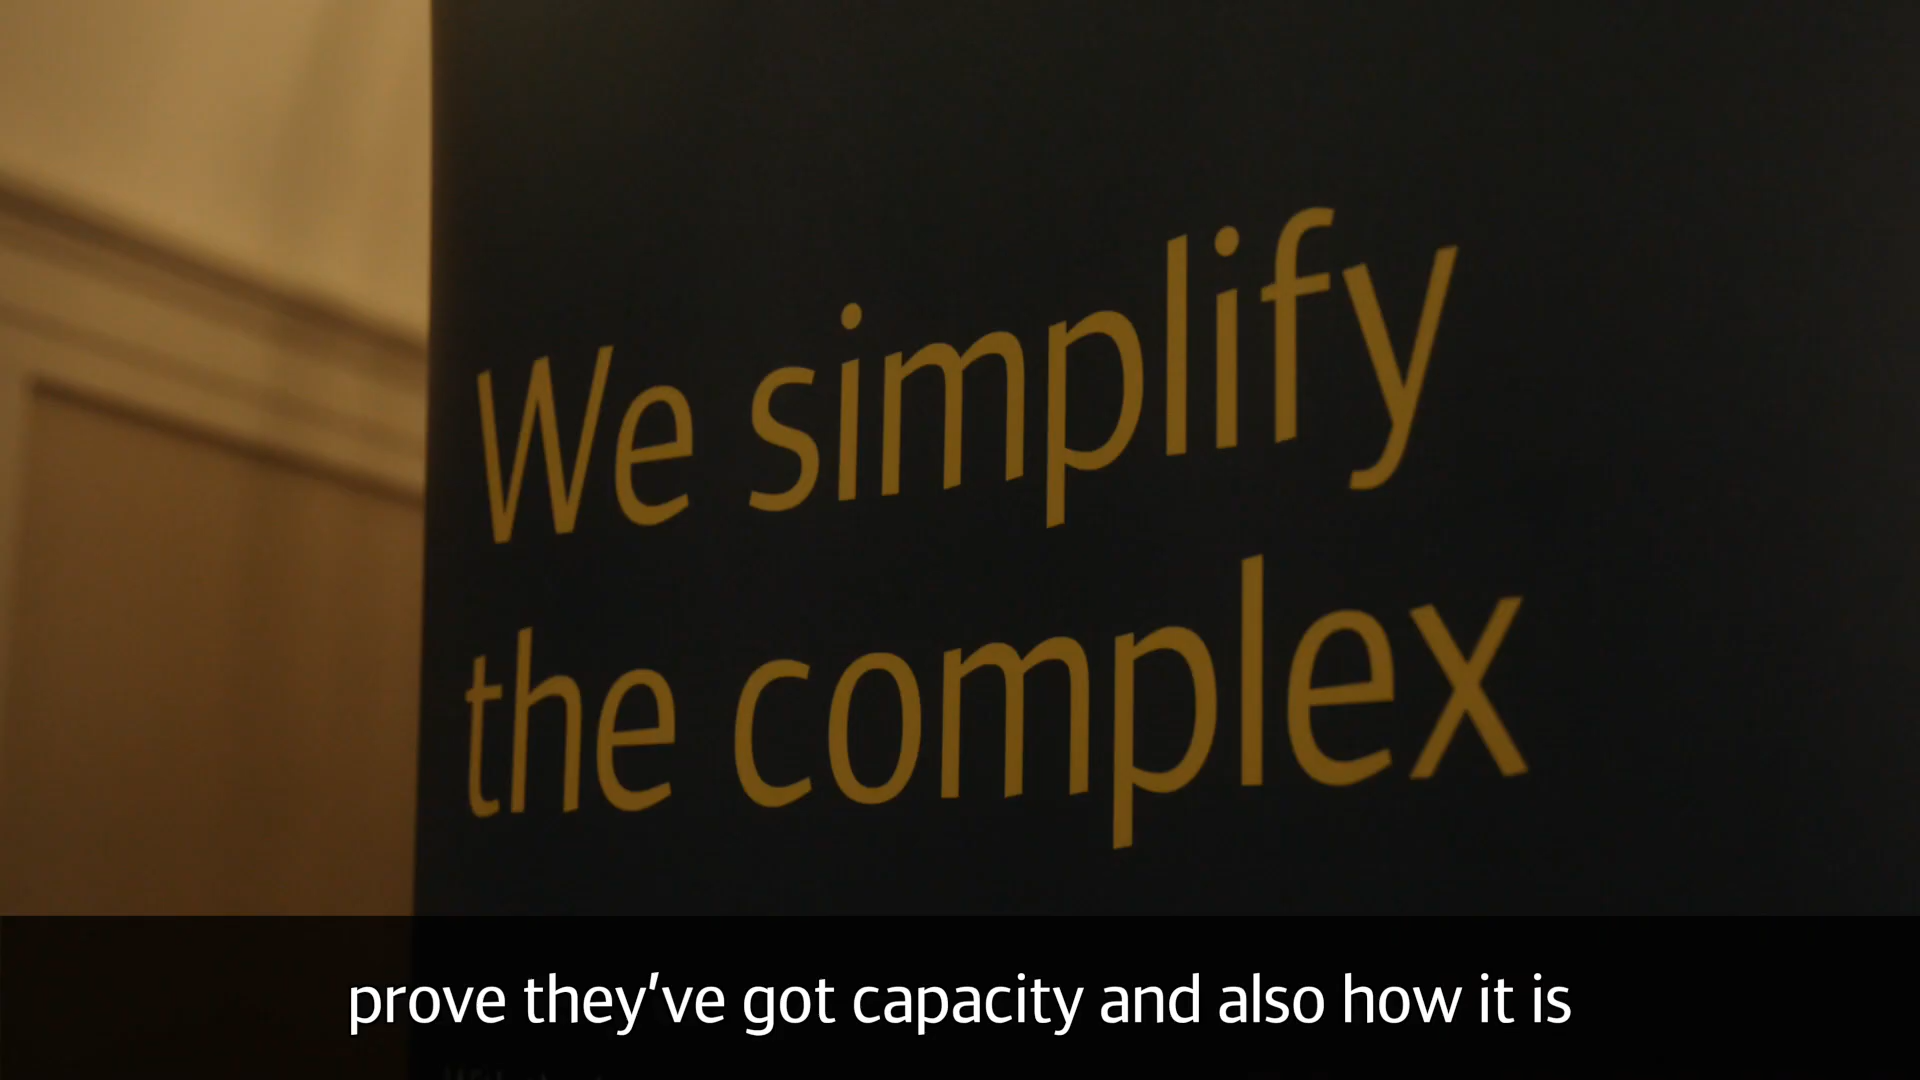 We simplify
the complex
prove they've got capacity and also how it is